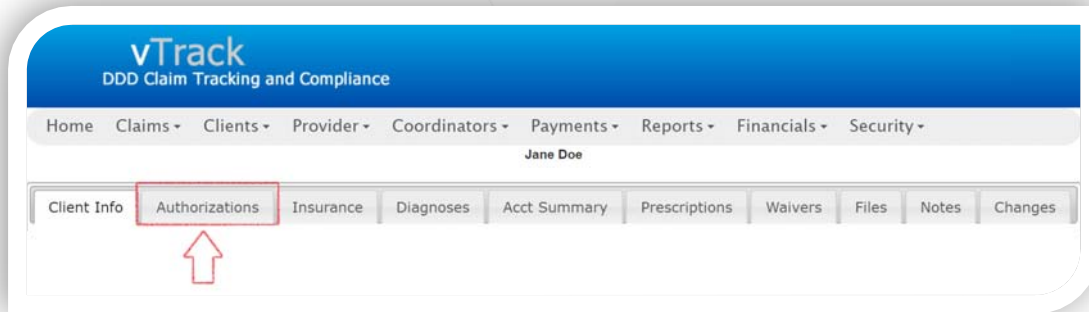 vTrack
DDD Claim Tracking and Compliance
Home Claims Clients Provider Coordinators Payments Reports Financials Security
Jane Doe
Client Info Authorizations Insurance Diagnoses Acct Summary Prescriptions Waivers Files Notes Changes